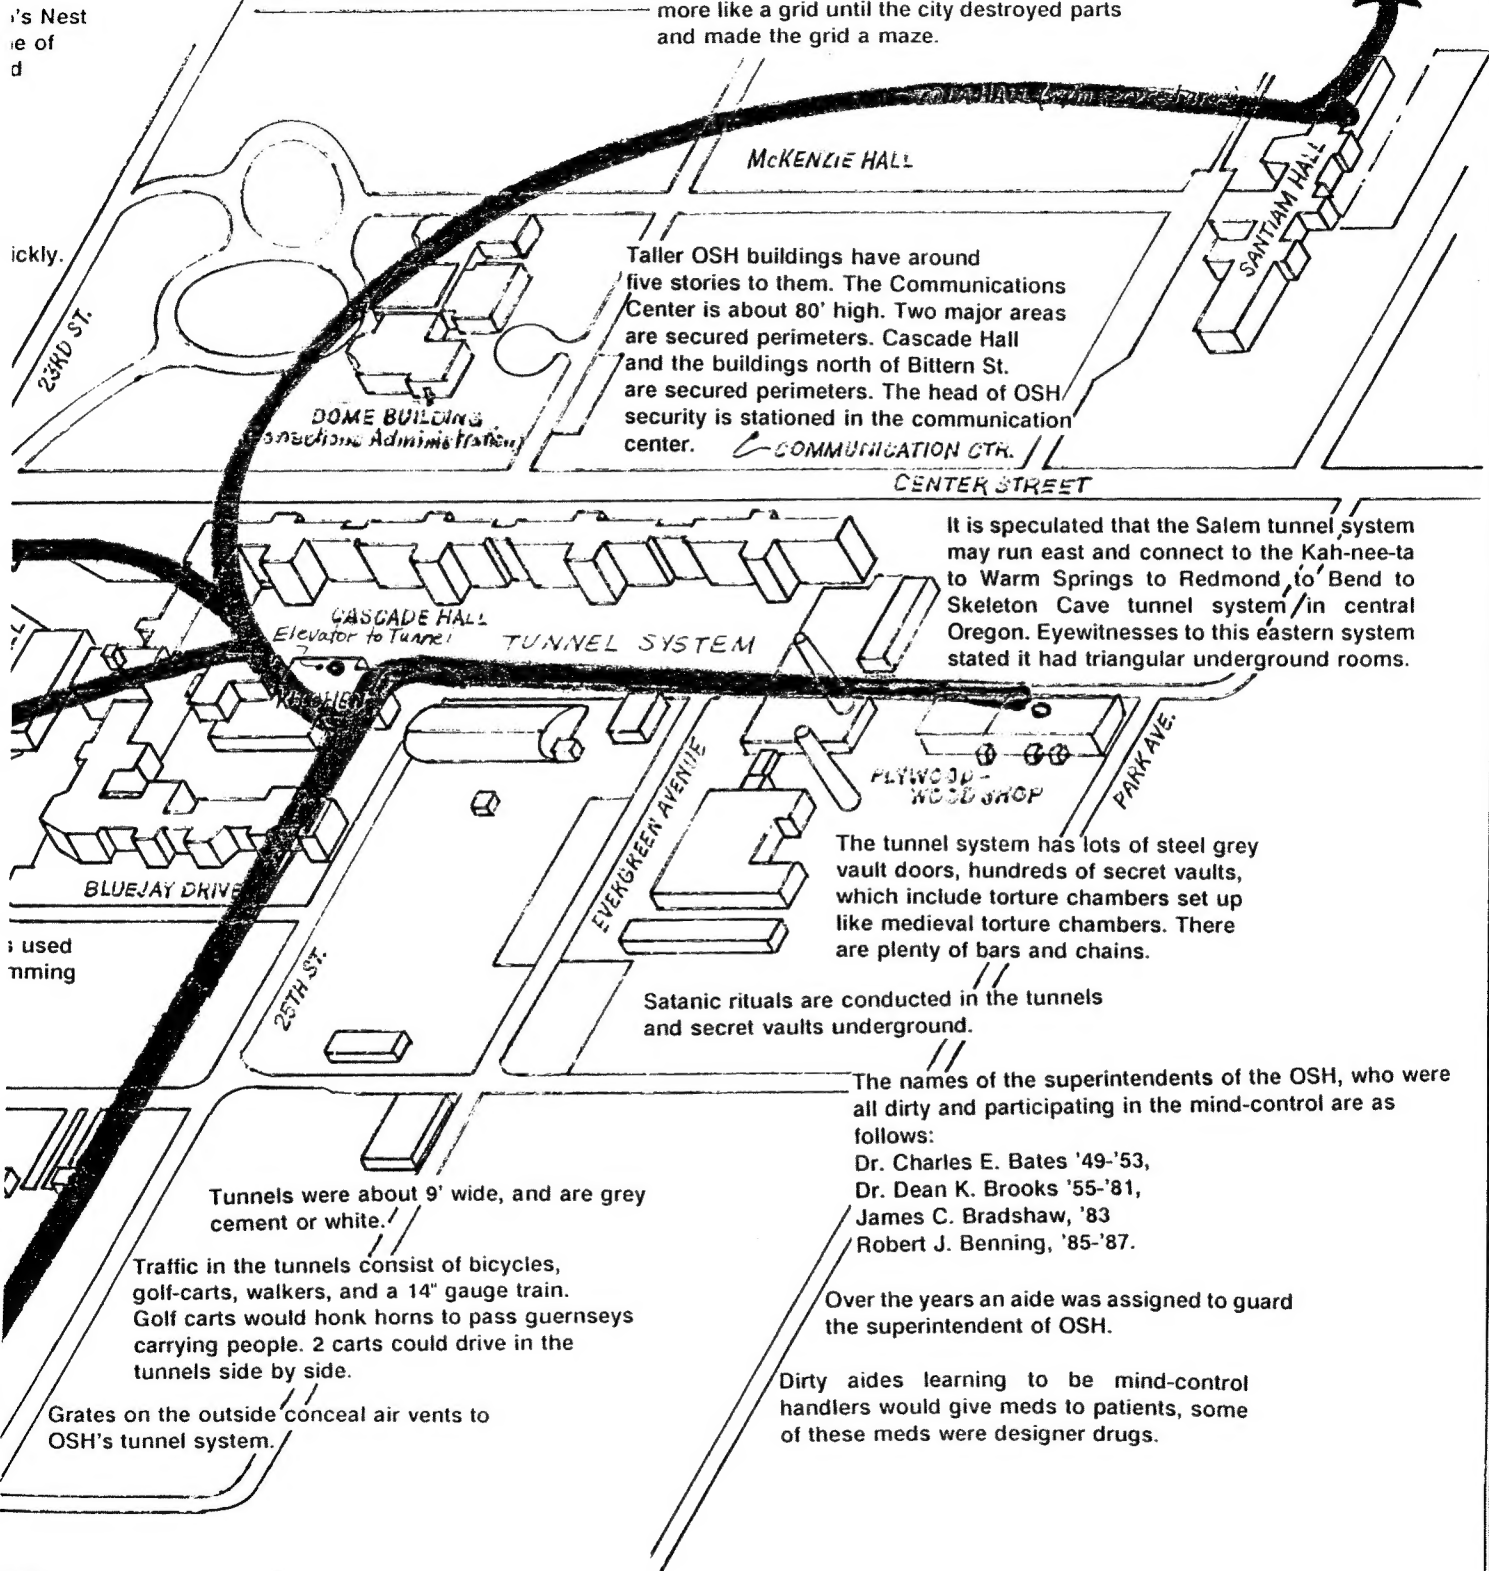 's Nest
e of
d
more like a grid until the city destroyed parts
and made the grid a maze.
McKENZIE HALL
SANTIAM HALL
ickly.
23RD ST.
Taller OSH buildings have around
five stories to them. The Communications
Center is about 80' high. Two major areas
are secured perimeters. Cascade Hall
and the buildings north of Bittern St.
are secured perimeters. The head of OSH
security is stationed in the communication
center.
COMMUNICATION CTR.
DOME BUILDING
Administration)
CENTER STREET
It is speculated that the Salem tunnel system
may run east and connect to the Kah-nee-ta
to Warm Springs to Redmond to Bend to
Skeleton Cave tunnel system in central
Oregon. Eyewitnesses to this eastern system
stated it had triangular underground rooms.
CASCADE HALL
Elevator to Tunnel
TUNNEL SYSTEM
KITCHEN
PLYWOOD -
WOOD SHOP
PARK AVE.
EVERGREEN AVENUE
BLUEJAY DRIVE
25TH ST.
The tunnel system has lots of steel grey
vault doors, hundreds of secret vaults,
which include torture chambers set up
like medieval torture chambers. There
are plenty of bars and chains.
s used
mming
Satanic rituals are conducted in the tunnels
and secret vaults underground.
The names of the superintendents of the OSH, who were
all dirty and participating in the mind-control are as
follows:
Dr. Charles E. Bates '49-'53,
Dr. Dean K. Brooks '55-'81,
James C. Bradshaw, '83
Robert J. Benning, '85-'87.
Tunnels were about 9' wide, and are grey
cement or white.
Traffic in the tunnels consist of bicycles,
golf-carts, walkers, and a 14" gauge train.
Golf carts would honk horns to pass guernseys
carrying people. 2 carts could drive in the
tunnels side by side.
Over the years an aide was assigned to guard
the superintendent of OSH.
Dirty aides learning to be mind-control
handlers would give meds to patients, some
of these meds were designer drugs.
Grates on the outside conceal air vents to
OSH's tunnel system.